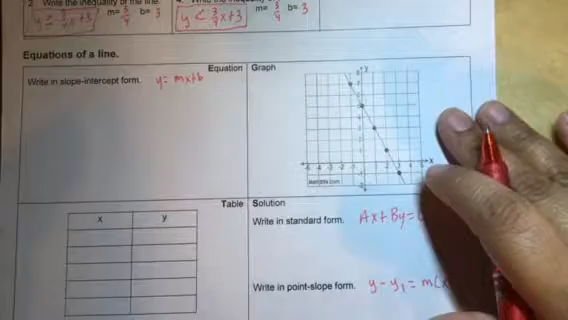 2. Write the inequality of the line.
m= 3/4 b= 3
y < 3/4 x+3 m= 3/4 b= 3
Equations of a line.
Equation
Graph
Write in slope-intercept form. y= mx+b
Table
Solution
x y
Write in standard form. Ax+By=
Write in point-slope form. y-y₁ = m(x